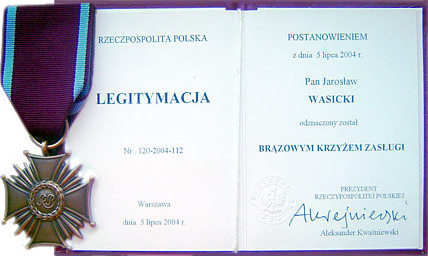 RZECZPOSPOLITA POLSKA
LEGITYMACJA
Nr 120-2004-112
Warszawa
dnia 5 lipca 2004 r.
POSTANOWIENIEM
z dnia 5 lipca 2004 r.
Pan Jarosław
WASICKI
odznaczony został
BRĄZOWYM KRZYŻEM ZASŁUGI
PREZYDENT
RZECZYPOSPOLITEJ POLSKIEJ
Aleksander Kwaśniewski